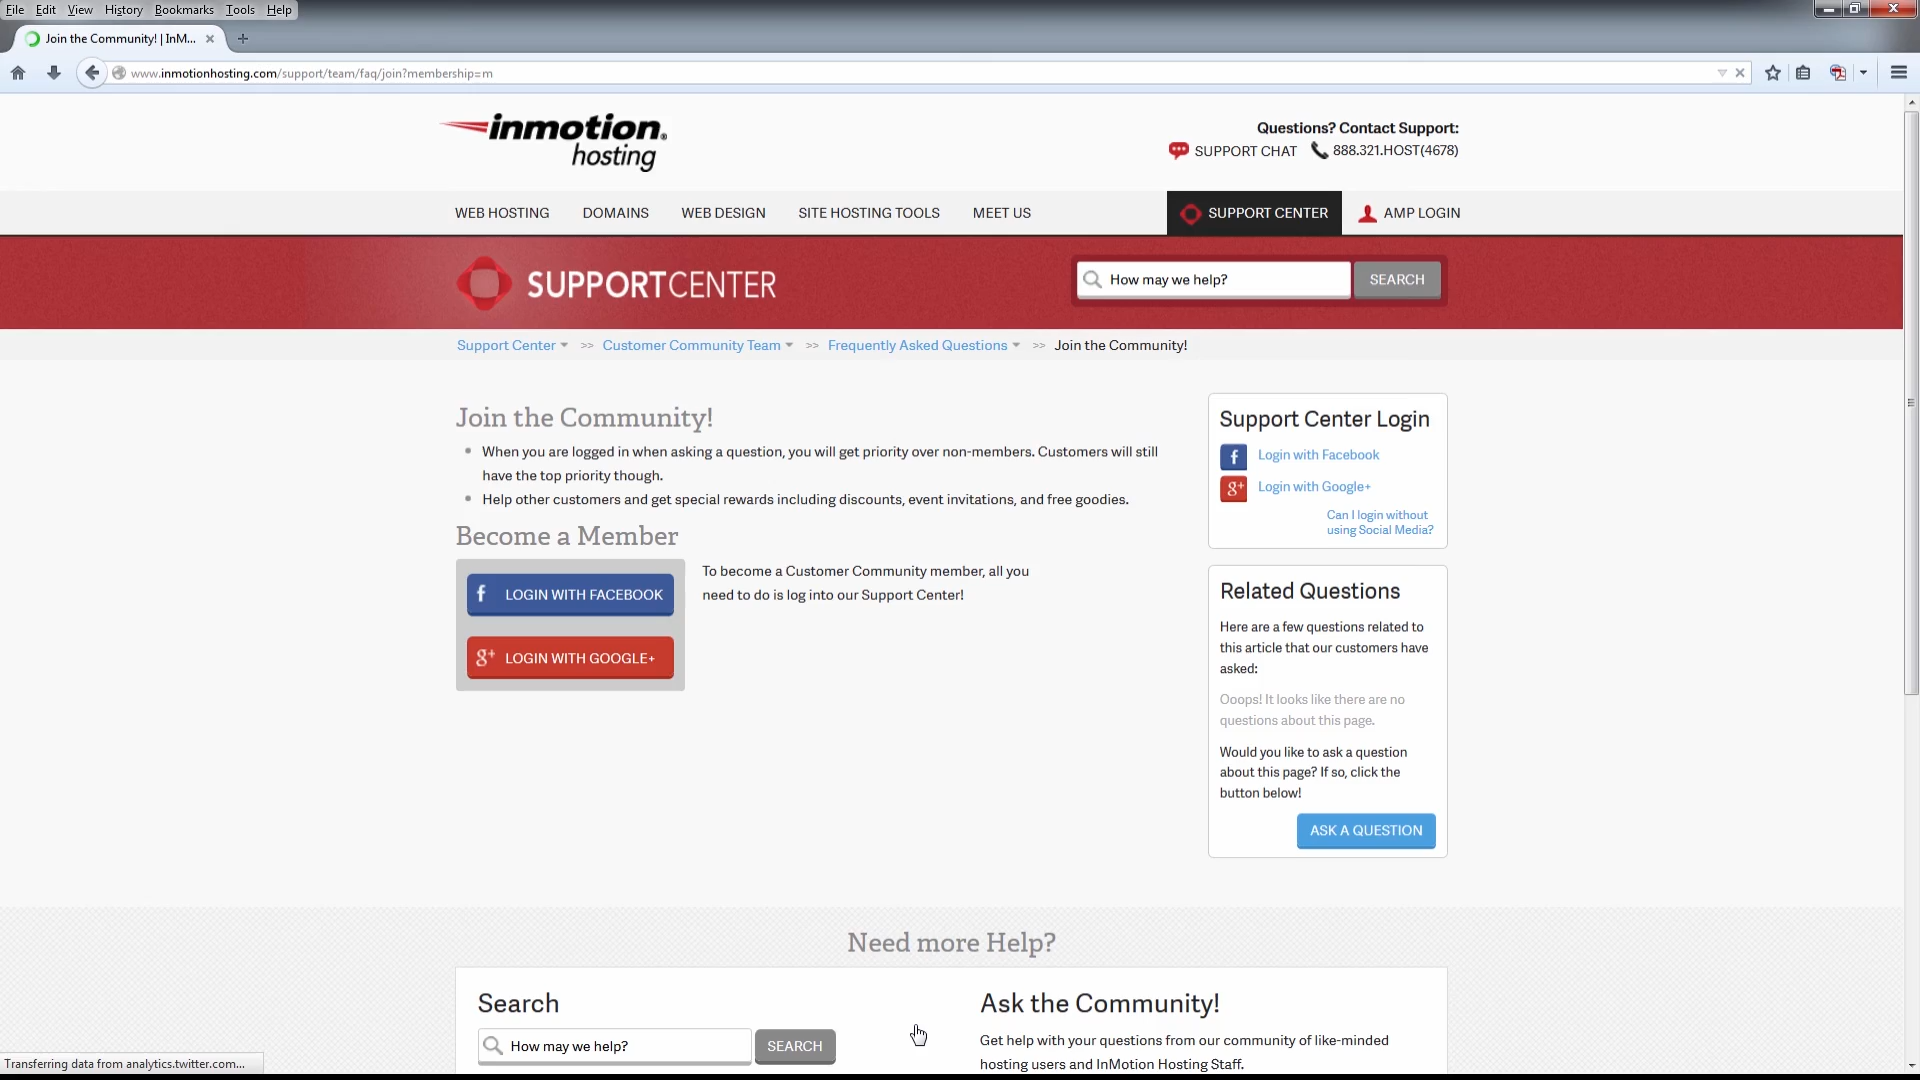 File Edit View History Bookmarks Tools Help
Join the Community! | InM...
www.inmotionhosting.com/support/team/faq/join?membership=m
inmotion®
hosting
Questions? Contact Support:
SUPPORT CHAT 888.321.HOST(4678)
WEB HOSTING DOMAINS WEB DESIGN SITE HOSTING TOOLS MEET US SUPPORT CENTER AMP LOGIN
SUPPORTCENTER How may we help? SEARCH
Support Center >> Customer Community Team >> Frequently Asked Questions >> Join the Community!
Join the Community!
• When you are logged in when asking a question, you will get priority over non-members. Customers will still
have the top priority though.
• Help other customers and get special rewards including discounts, event invitations, and free goodies.
Become a Member
f LOGIN WITH FACEBOOK
g+ LOGIN WITH GOOGLE+
To become a Customer Community member, all you
need to do is log into our Support Center!
Support Center Login
f Login with Facebook
g+ Login with Google+
Can I login without
using Social Media?
Related Questions
Here are a few questions related to
this article that our customers have
asked:
Ooops! It looks like there are no
questions about this page.
Would you like to ask a question
about this page? If so, click the
button below!
ASK A QUESTION
Need more Help?
Search
How may we help? SEARCH
Ask the Community!
Get help with your questions from our community of like-minded
hosting users and InMotion Hosting Staff.
Transferring data from analytics.twitter.com...